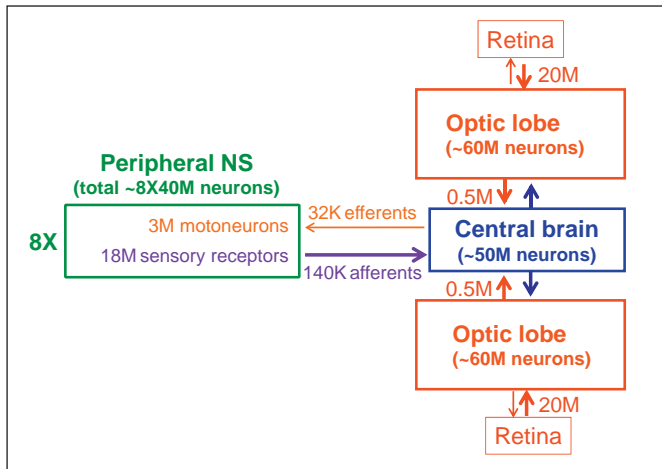 Retina
20M
Optic lobe
(~60M neurons)
0.5M
Peripheral NS
(total ~8X40M neurons)
8X
3M motoneurons
18M sensory receptors
32K efferents
140K afferents
Central brain
(~50M neurons)
0.5M
Optic lobe
(~60M neurons)
20M
Retina